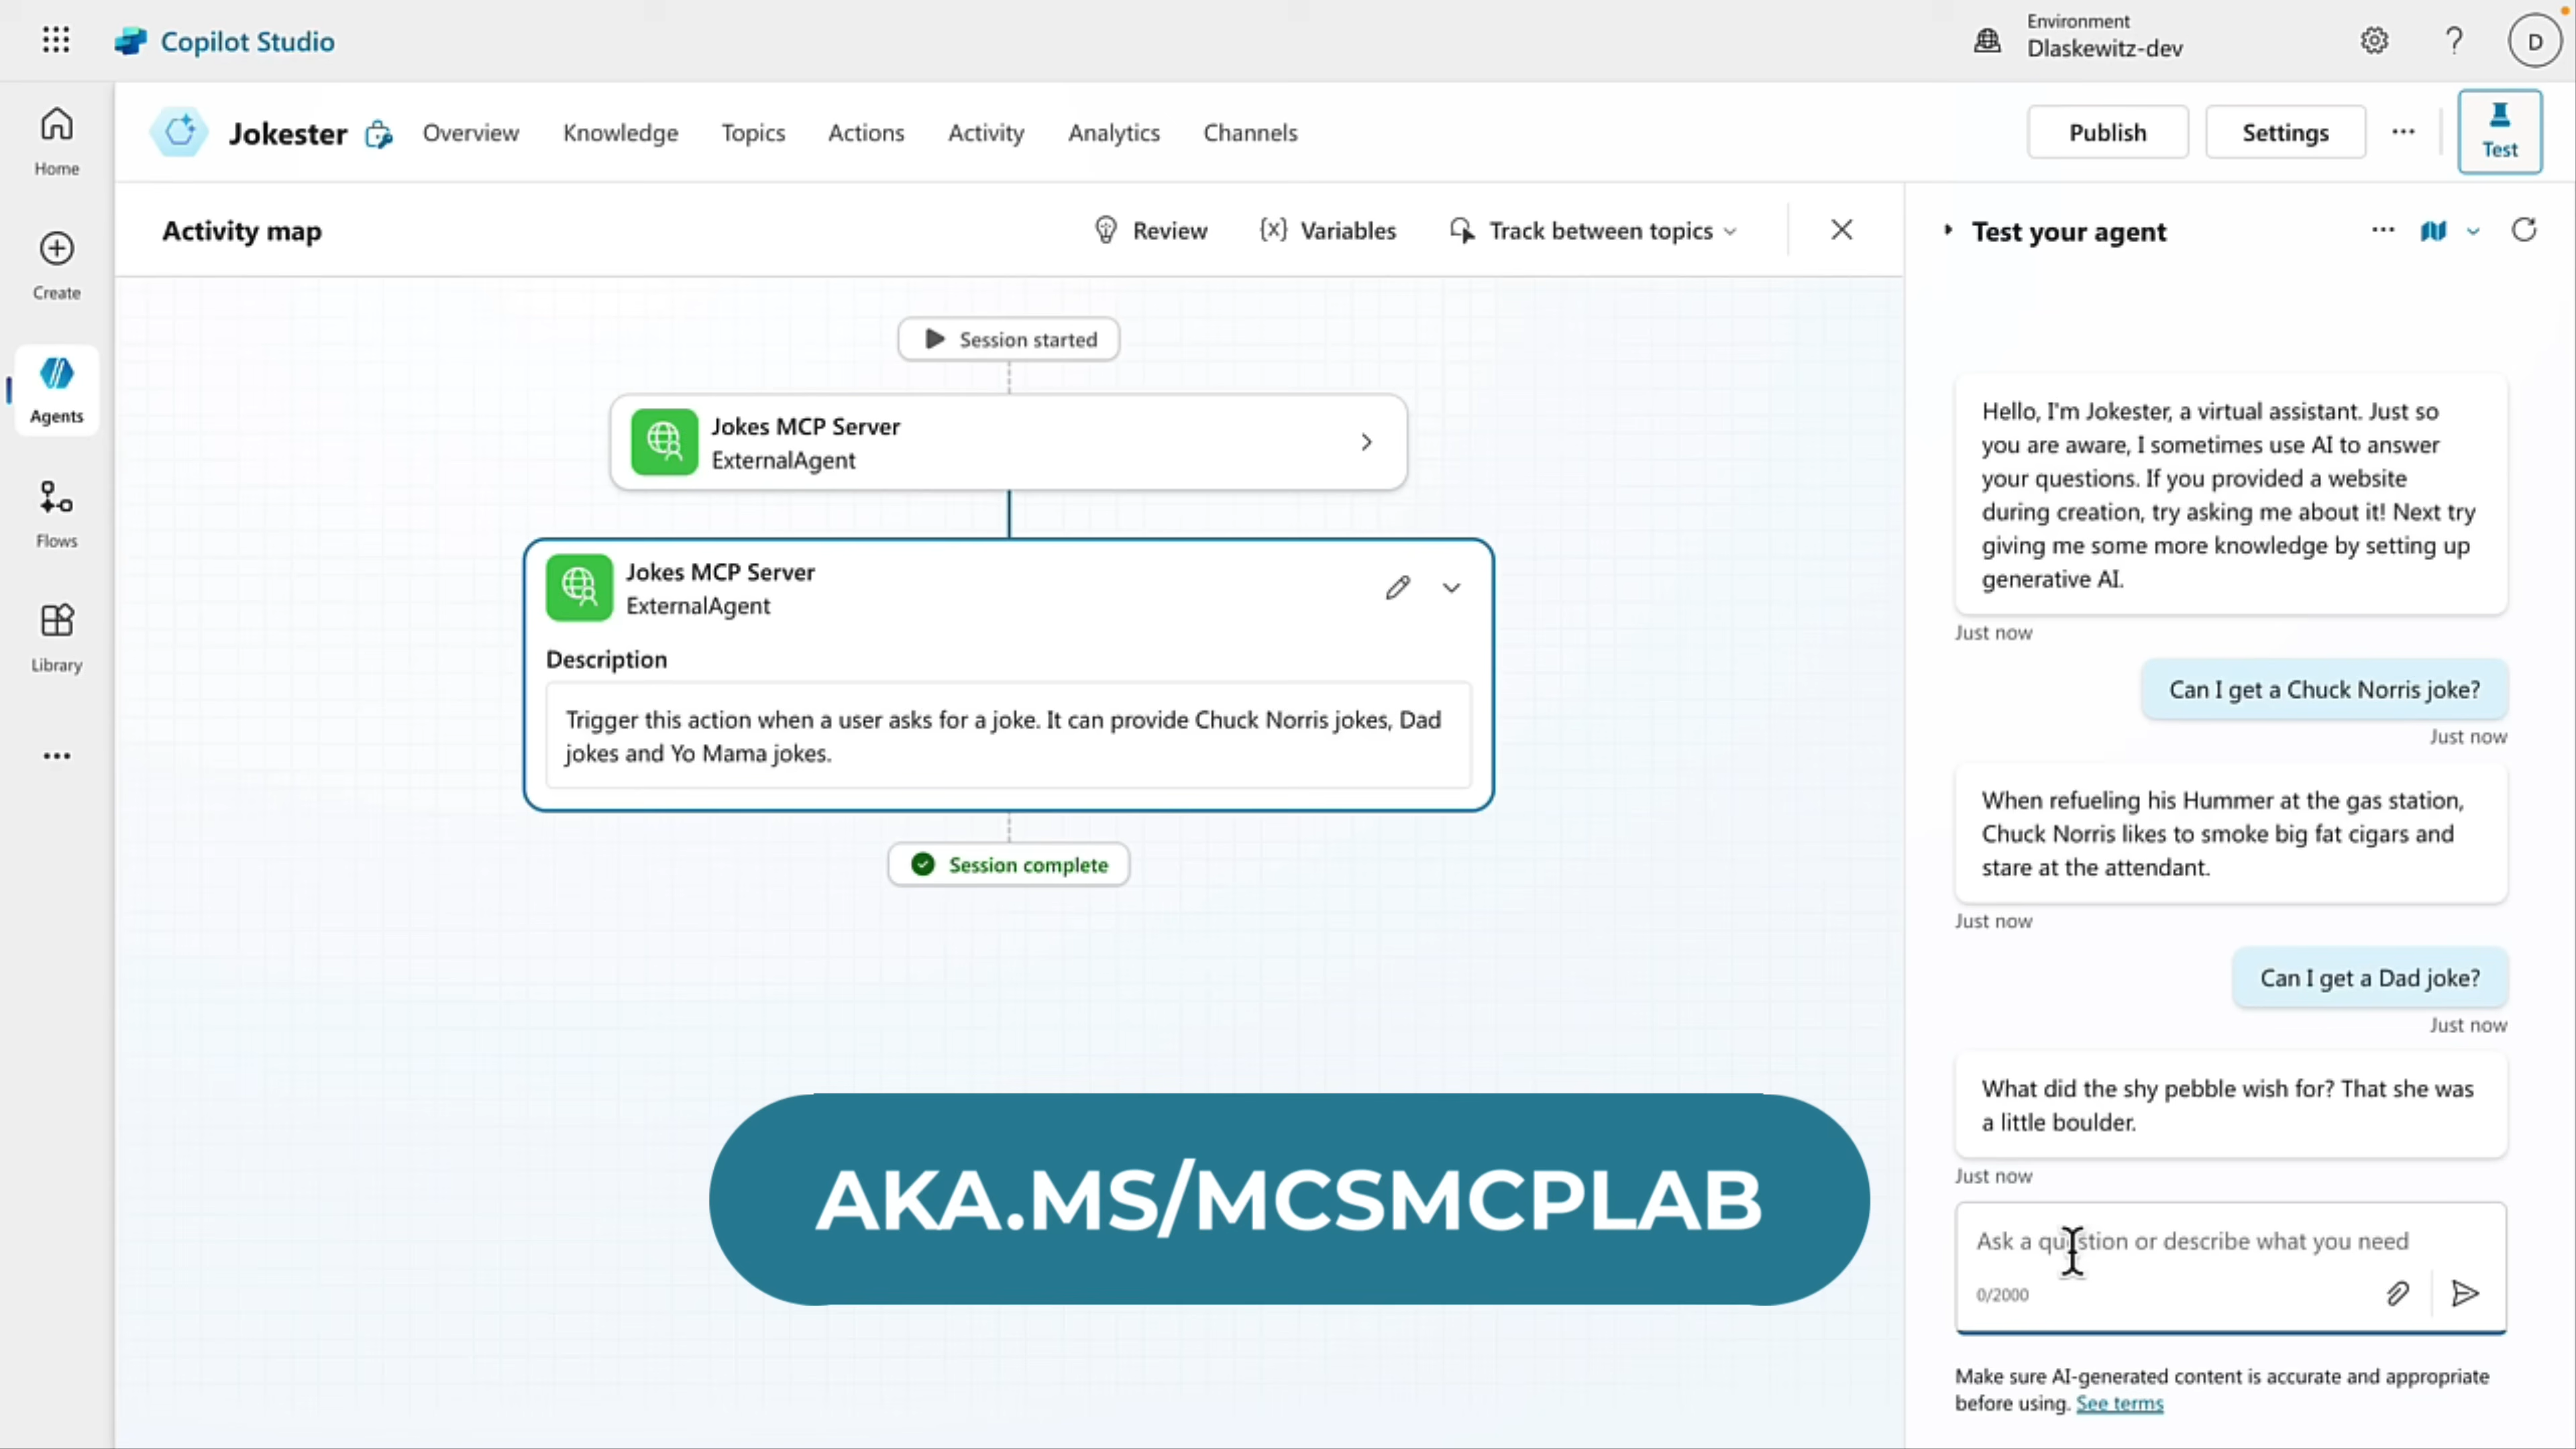 Copilot Studio
Environment
Dlaskewitz-dev
?
D
Home
Create
Agents
Flows
Library
Jokester
Overview
Knowledge
Topics
Actions
Activity
Analytics
Channels
Publish
Settings
Test
Activity map
Review
{x} Variables
Track between topics
Session started
Jokes MCP Server
ExternalAgent
Jokes MCP Server
ExternalAgent
Description
Trigger this action when a user asks for a joke. It can provide Chuck Norris jokes, Dad
jokes and Yo Mama jokes.
Session complete
AKA.MS/MCSMCPLAB
Test your agent
Hello, I'm Jokester, a virtual assistant. Just so
you are aware, I sometimes use AI to answer
your questions. If you provided a website
during creation, try asking me about it! Next try
giving me some more knowledge by setting up
generative AI.
Just now
Can I get a Chuck Norris joke?
Just now
When refueling his Hummer at the gas station,
Chuck Norris likes to smoke big fat cigars and
stare at the attendant.
Just now
Can I get a Dad joke?
Just now
What did the shy pebble wish for? That she was
a little boulder.
Just now
Ask a question or describe what you need
0/2000
Make sure AI-generated content is accurate and appropriate
before using. See terms